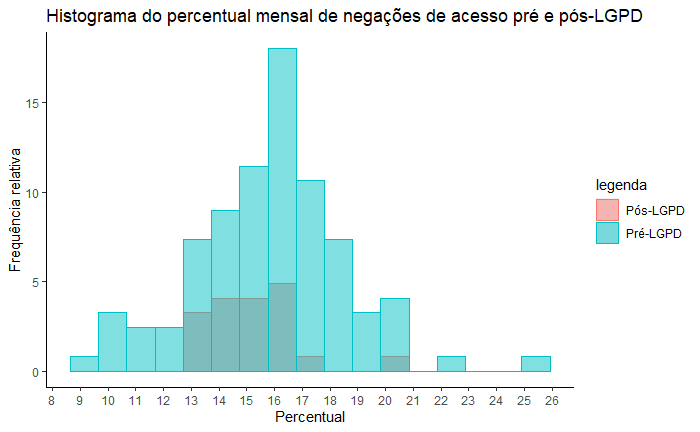 Histograma do percentual mensal de negações de acesso pré e pós-LGPD
Frequência relativa
15
10
5
0
8 9 10 11 12 13 14 15 16 17 18 19 20 21 22 23 24 25 26
Percentual
legenda
Pós-LGPD
Pré-LGPD